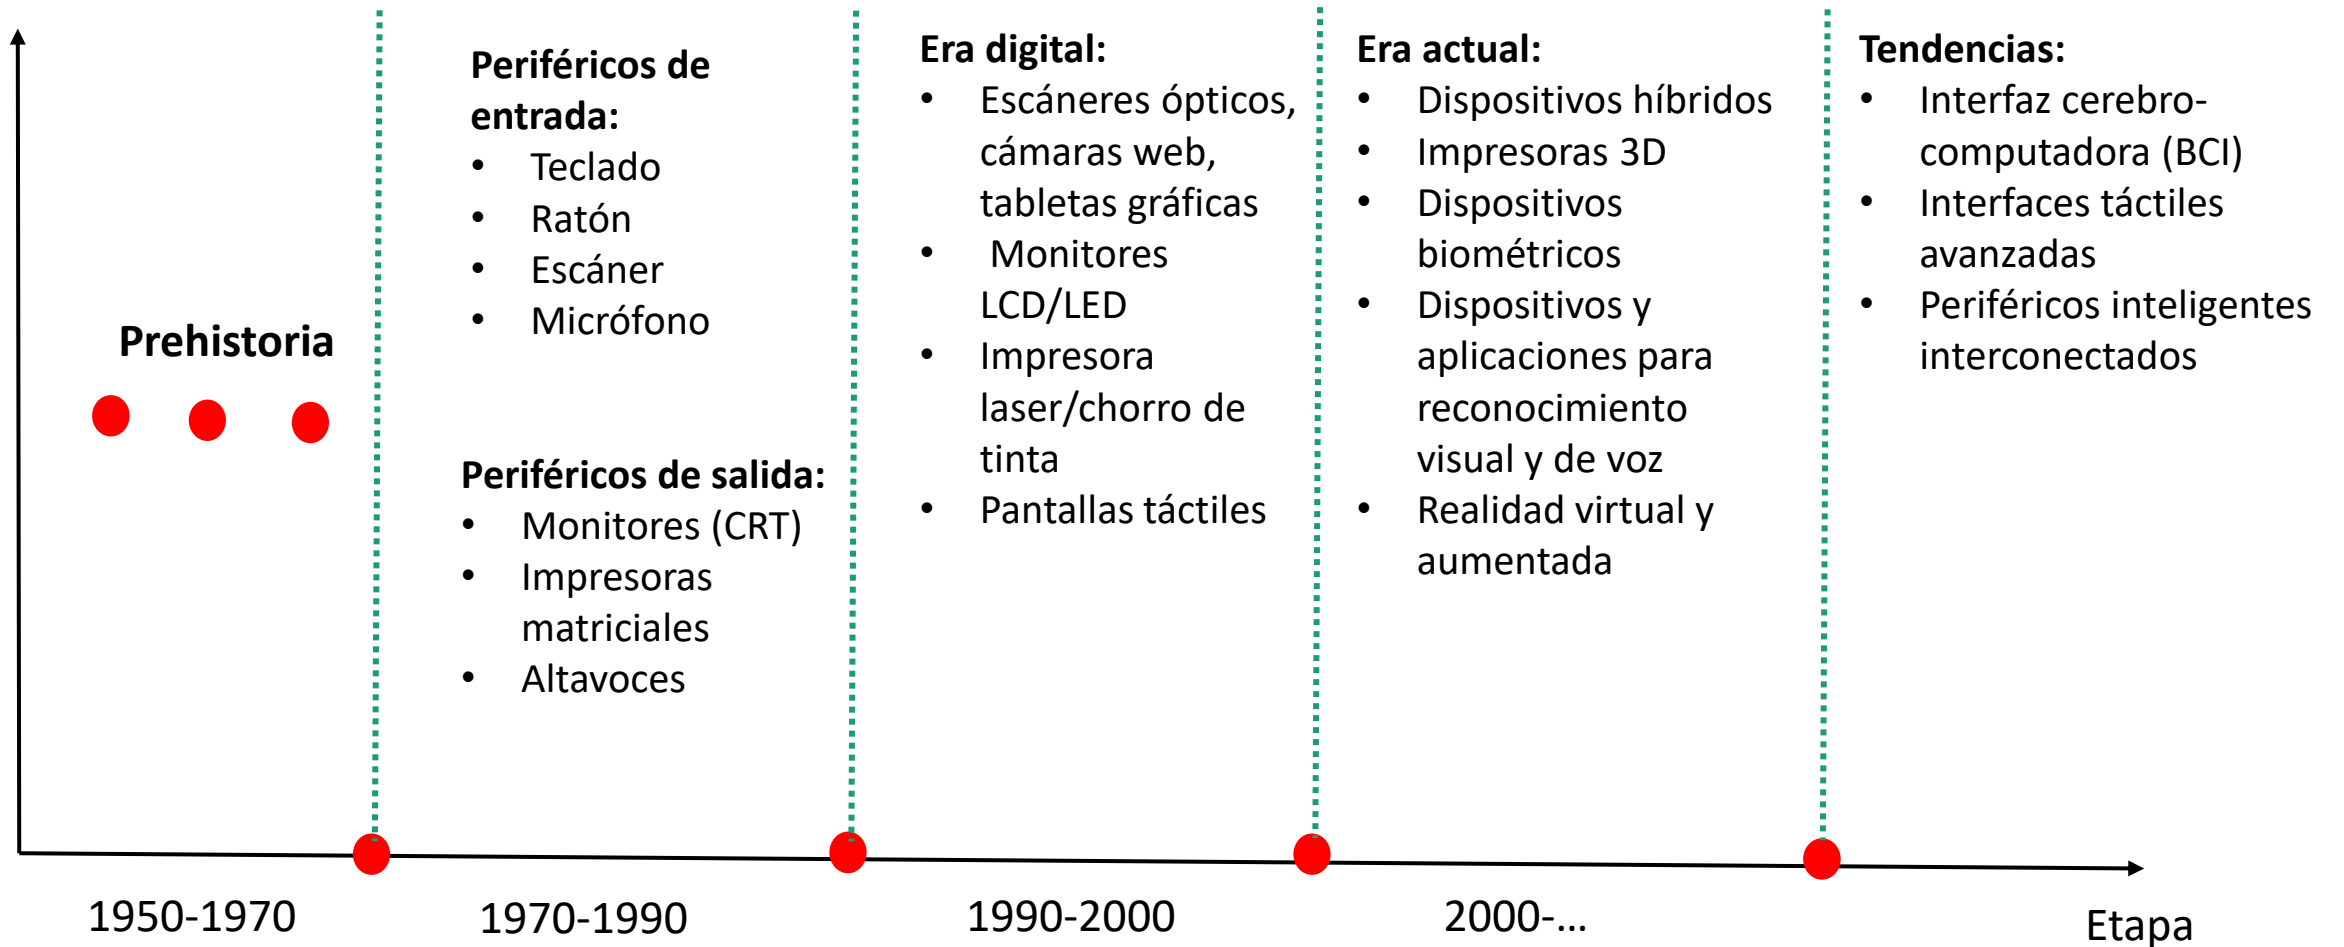 Prehistoria
Periféricos de
entrada:
• Teclado
• Ratón
• Escáner
• Micrófono
Periféricos de salida:
• Monitores (CRT)
• Impresoras
matriciales
• Altavoces
Era digital:
• Escáneres ópticos,
cámaras web,
tabletas gráficas
• Monitores
LCD/LED
• Impresora
laser/chorro de
tinta
• Pantallas táctiles
Era actual:
• Dispositivos híbridos
• Impresoras 3D
• Dispositivos
biométricos
• Dispositivos y
aplicaciones para
reconocimiento
visual y de voz
• Realidad virtual y
aumentada
Tendencias:
• Interfaz cerebro-
computadora (BCI)
• Interfaces táctiles
avanzadas
• Periféricos inteligentes
interconectados
1950-1970
1970-1990
1990-2000
2000-...
Etapa